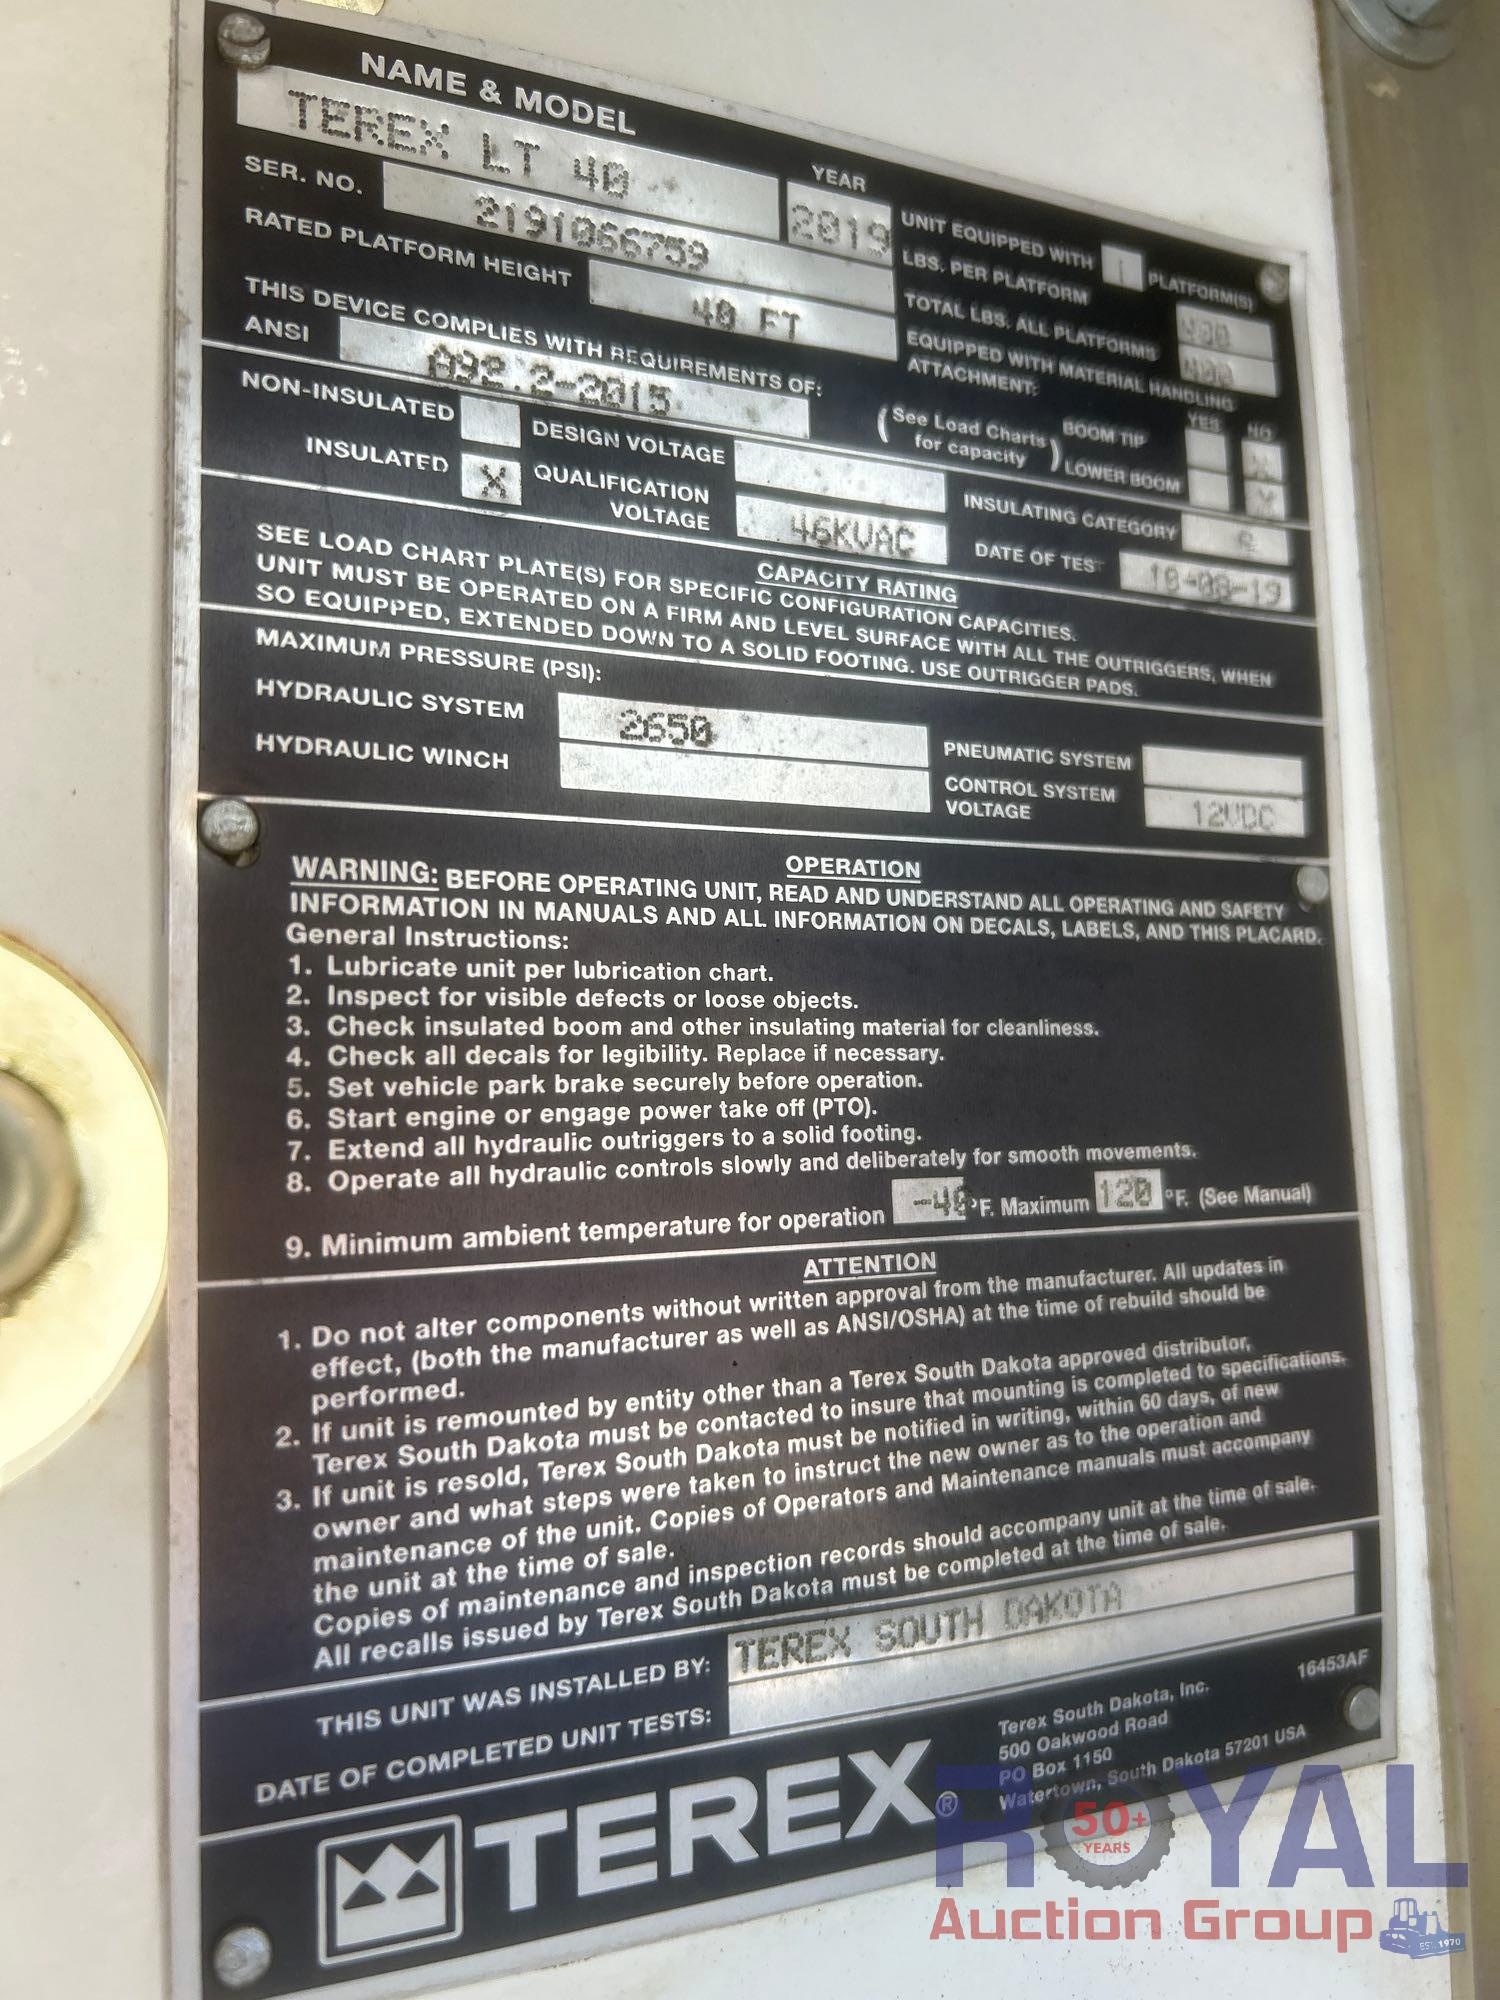 NAME & MODEL
TEREX LT 40
YEAR
2019
SER. NO.
2191066759
RATED PLATFORM HEIGHT
40 FT
UNIT EQUIPPED WITH 1 PLATFORM(S)
LBS. PER PLATFORM 400
TOTAL LBS. ALL PLATFORMS 400
EQUIPPED WITH MATERIAL HANDLING
ATTACHMENT:
YES NO
(See Load Charts for capacity)
BOOM TIP X
LOWER BOOM X
THIS DEVICE COMPLIES WITH REQUIREMENTS OF:
ANSI A92.2-2015
NON-INSULATED
INSULATED X
DESIGN VOLTAGE
QUALIFICATION
VOLTAGE
46KVAC
INSULATING CATEGORY
DATE OF TEST
CAPACITY RATING
SEE LOAD CHART PLATE(S) FOR SPECIFIC CONFIGURATION CAPACITIES.
UNIT MUST BE OPERATED ON A FIRM AND LEVEL SURFACE WITH ALL THE OUTRIGGERS, WHEN
SO EQUIPPED, EXTENDED DOWN TO A SOLID FOOTING. USE OUTRIGGER PADS.
MAXIMUM PRESSURE (PSI):
HYDRAULIC SYSTEM 2650
HYDRAULIC WINCH
PNEUMATIC SYSTEM
CONTROL SYSTEM
VOLTAGE
12VDC
OPERATION
WARNING: BEFORE OPERATING UNIT, READ AND UNDERSTAND ALL OPERATING AND SAFETY
INFORMATION IN MANUALS AND ALL INFORMATION ON DECALS, LABELS, AND THIS PLACARD.
General Instructions:
1. Lubricate unit per lubrication chart.
2. Inspect for visible defects or loose objects.
3. Check insulated boom and other insulating material for cleanliness.
4. Check all decals for legibility. Replace if necessary.
5. Set vehicle park brake securely before operation.
6. Start engine or engage power take off (PTO).
7. Extend all hydraulic outriggers to a solid footing.
8. Operate all hydraulic controls slowly and deliberately for smooth movements.
9. Minimum ambient temperature for operation -40 °F. Maximum 120 °F. (See Manual)
ATTENTION
1. Do not alter components without written approval from the manufacturer. All updates in
effect, (both the manufacturer as well as ANSI/OSHA) at the time of rebuild should be
performed.
2. If unit is remounted by entity other than a Terex South Dakota approved distributor,
Terex South Dakota must be contacted to insure that mounting is completed to specifications.
3. If unit is resold, Terex South Dakota must be notified in writing, within 60 days, of new
owner and what steps were taken to instruct the new owner as to the operation and
maintenance of the unit. Copies of Operators and Maintenance manuals must accompany
the unit at the time of sale.
Copies of maintenance and inspection records should accompany unit at the time of sale.
All recalls issued by Terex South Dakota must be completed at the time of sale.
THIS UNIT WAS INSTALLED BY: TEREX SOUTH DAKOTA
DATE OF COMPLETED UNIT TESTS:
16453AF
TEREX®
Terex South Dakota, Inc.
500 Oakwood Road
PO Box 1150
Watertown, South Dakota 57201 USA
ROYAL
50+
YEARS
Auction Group
EST. 1970